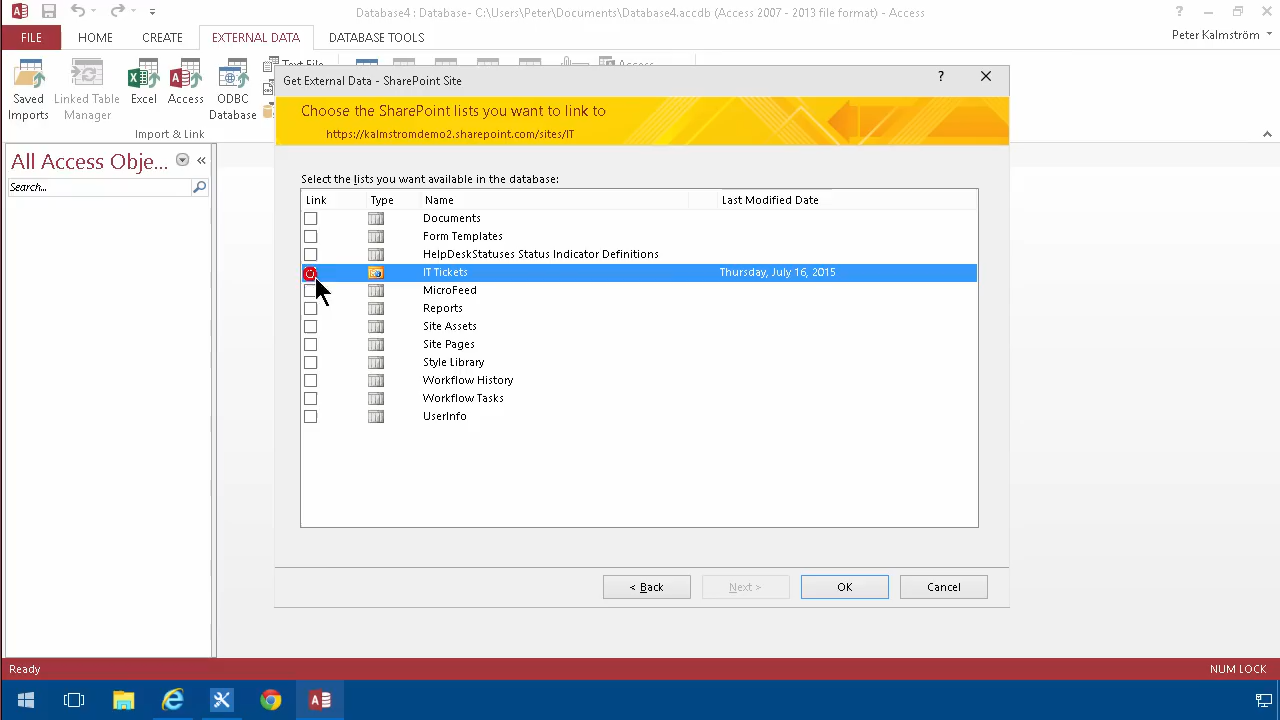 Database4 : Database- G:\Users\Peter\Documents\Database4.accdb (Access 2007 - 2013 file format) - Access
?
FILE HOME CREATE EXTERNAL DATA DATABASE TOOLS
Peter Kalmström
Text File
Access
Saved Imports
Linked Table Manager
Excel
Access
ODBC Database
Import & Link
All Access Obje... «
Search...
Get External Data - SharePoint Site
?
Choose the SharePoint lists you want to link to
https://kalmstromdemo2.sharepoint.com/sites/IT
Select the lists you want available in the database:
Link Type Name Last Modified Date
Documents
Form Templates
HelpDeskStatuses Status Indicator Definitions
IT Tickets Thursday, July 16, 2015
MicroFeed
Reports
Site Assets
Site Pages
Style Library
Workflow History
Workflow Tasks
UserInfo
< Back Next > OK Cancel
Ready NUM LOCK